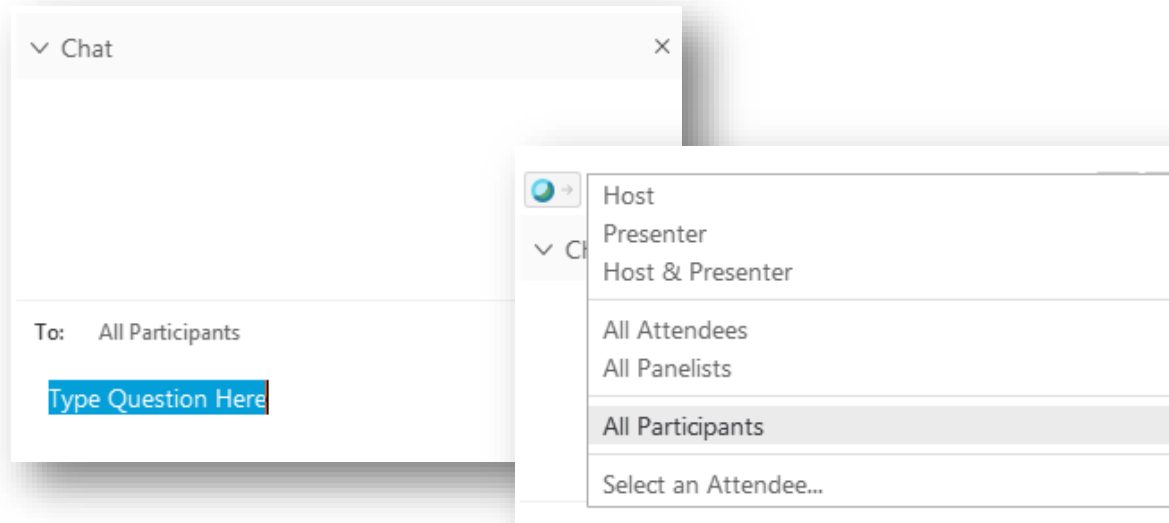 Chat
To: All Participants
Type Question Here
Host
Presenter
Ch
Host & Presenter
All Attendees
All Panelists
All Participants
Select an Attendee...